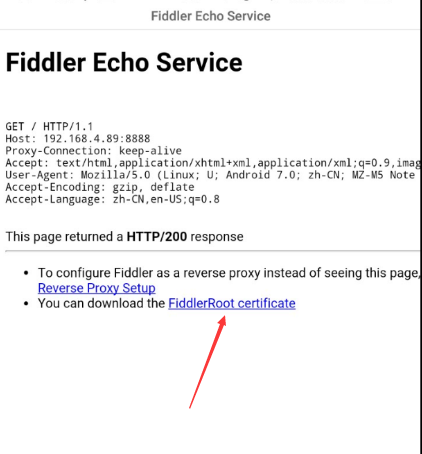 Fiddler Echo Service
Fiddler Echo Service
GET / HTTP/1.1
Host: 192.168.4.89:8888
Proxy-Connection: keep-alive
Accept: text/html,application/xhtml+xml,application/xml;q=0.9,imag
User-Agent: Mozilla/5.0 (Linux; U; Android 7.0; zh-CN; MZ-M5 Note
Accept-Encoding: gzip, deflate
Accept-Language: zh-CN,en-US;q=0.8
This page returned a HTTP/200 response
• To configure Fiddler as a reverse proxy instead of seeing this page,
Reverse Proxy Setup
• You can download the FiddlerRoot certificate